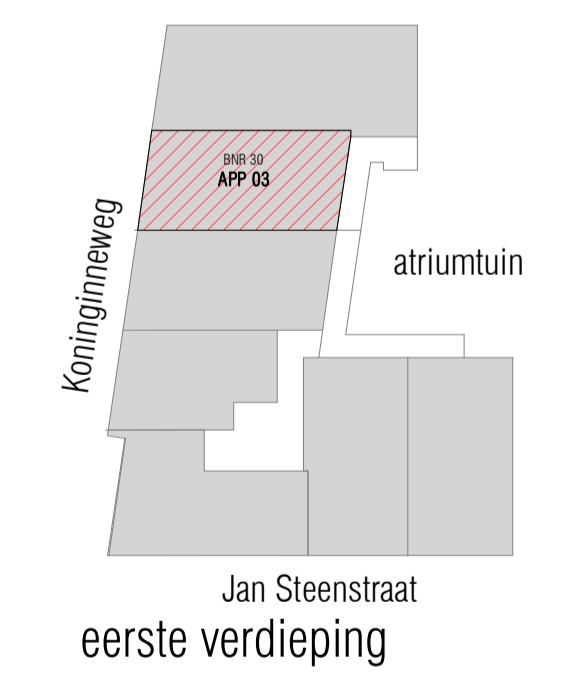 BNR 30
APP 03
Koninginneweg
atriumtuin
Jan Steenstraat
eerste verdieping